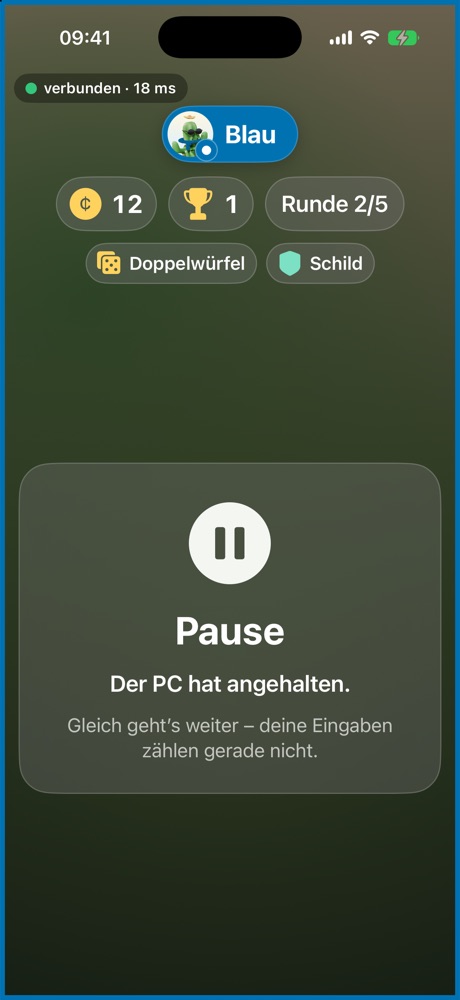 09:41
verbunden · 18 ms
Blau
¢ 12 1 Runde 2/5
Doppelwürfel Schild
Pause
Der PC hat angehalten.
Gleich geht’s weiter – deine Eingaben
zählen gerade nicht.